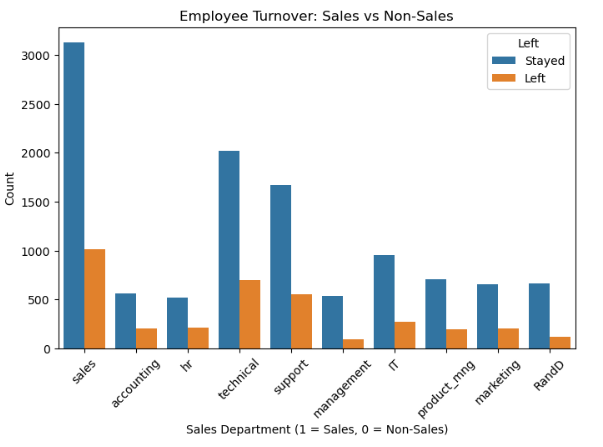 Employee Turnover: Sales vs Non-Sales
Left
Stayed
Left
Count
3000
2500
2000
1500
1000
500
0
sales
accounting
hr
technical
support
management
IT
product_mng
marketing
RandD
Sales Department (1 = Sales, 0 = Non-Sales)